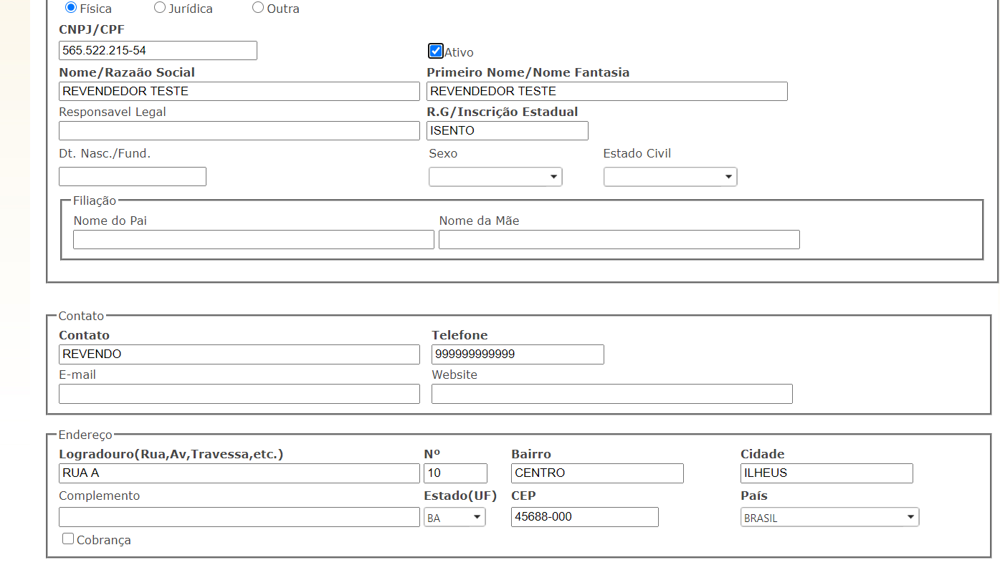 Física Jurídica Outra
CNPJ/CPF
565.522.215-54 Ativo
Nome/Razaão Social Primeiro Nome/Nome Fantasia
REVENDEDOR TESTE REVENDEDOR TESTE
Responsavel Legal R.G/Inscrição Estadual
ISENTO
Dt. Nasc./Fund. Sexo Estado Civil
Filiação
Nome do Pai Nome da Mãe
Contato
Contato Telefone
REVENDO 999999999999
E-mail Website
Endereço
Logradouro(Rua,Av,Travessa,etc.) Nº Bairro Cidade
RUA A 10 CENTRO ILHEUS
Complemento Estado(UF) CEP País
BA 45688-000 BRASIL
Cobrança